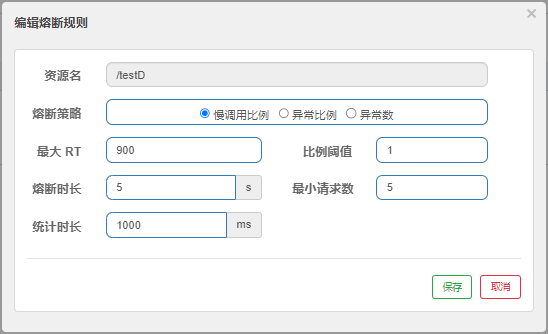 编辑熔断规则
×
资源名 /testD
熔断策略 慢调用比例 异常比例 异常数
最大 RT 900 比例阈值 1
熔断时长 5 s 最小请求数 5
统计时长 1000 ms
保存 取消